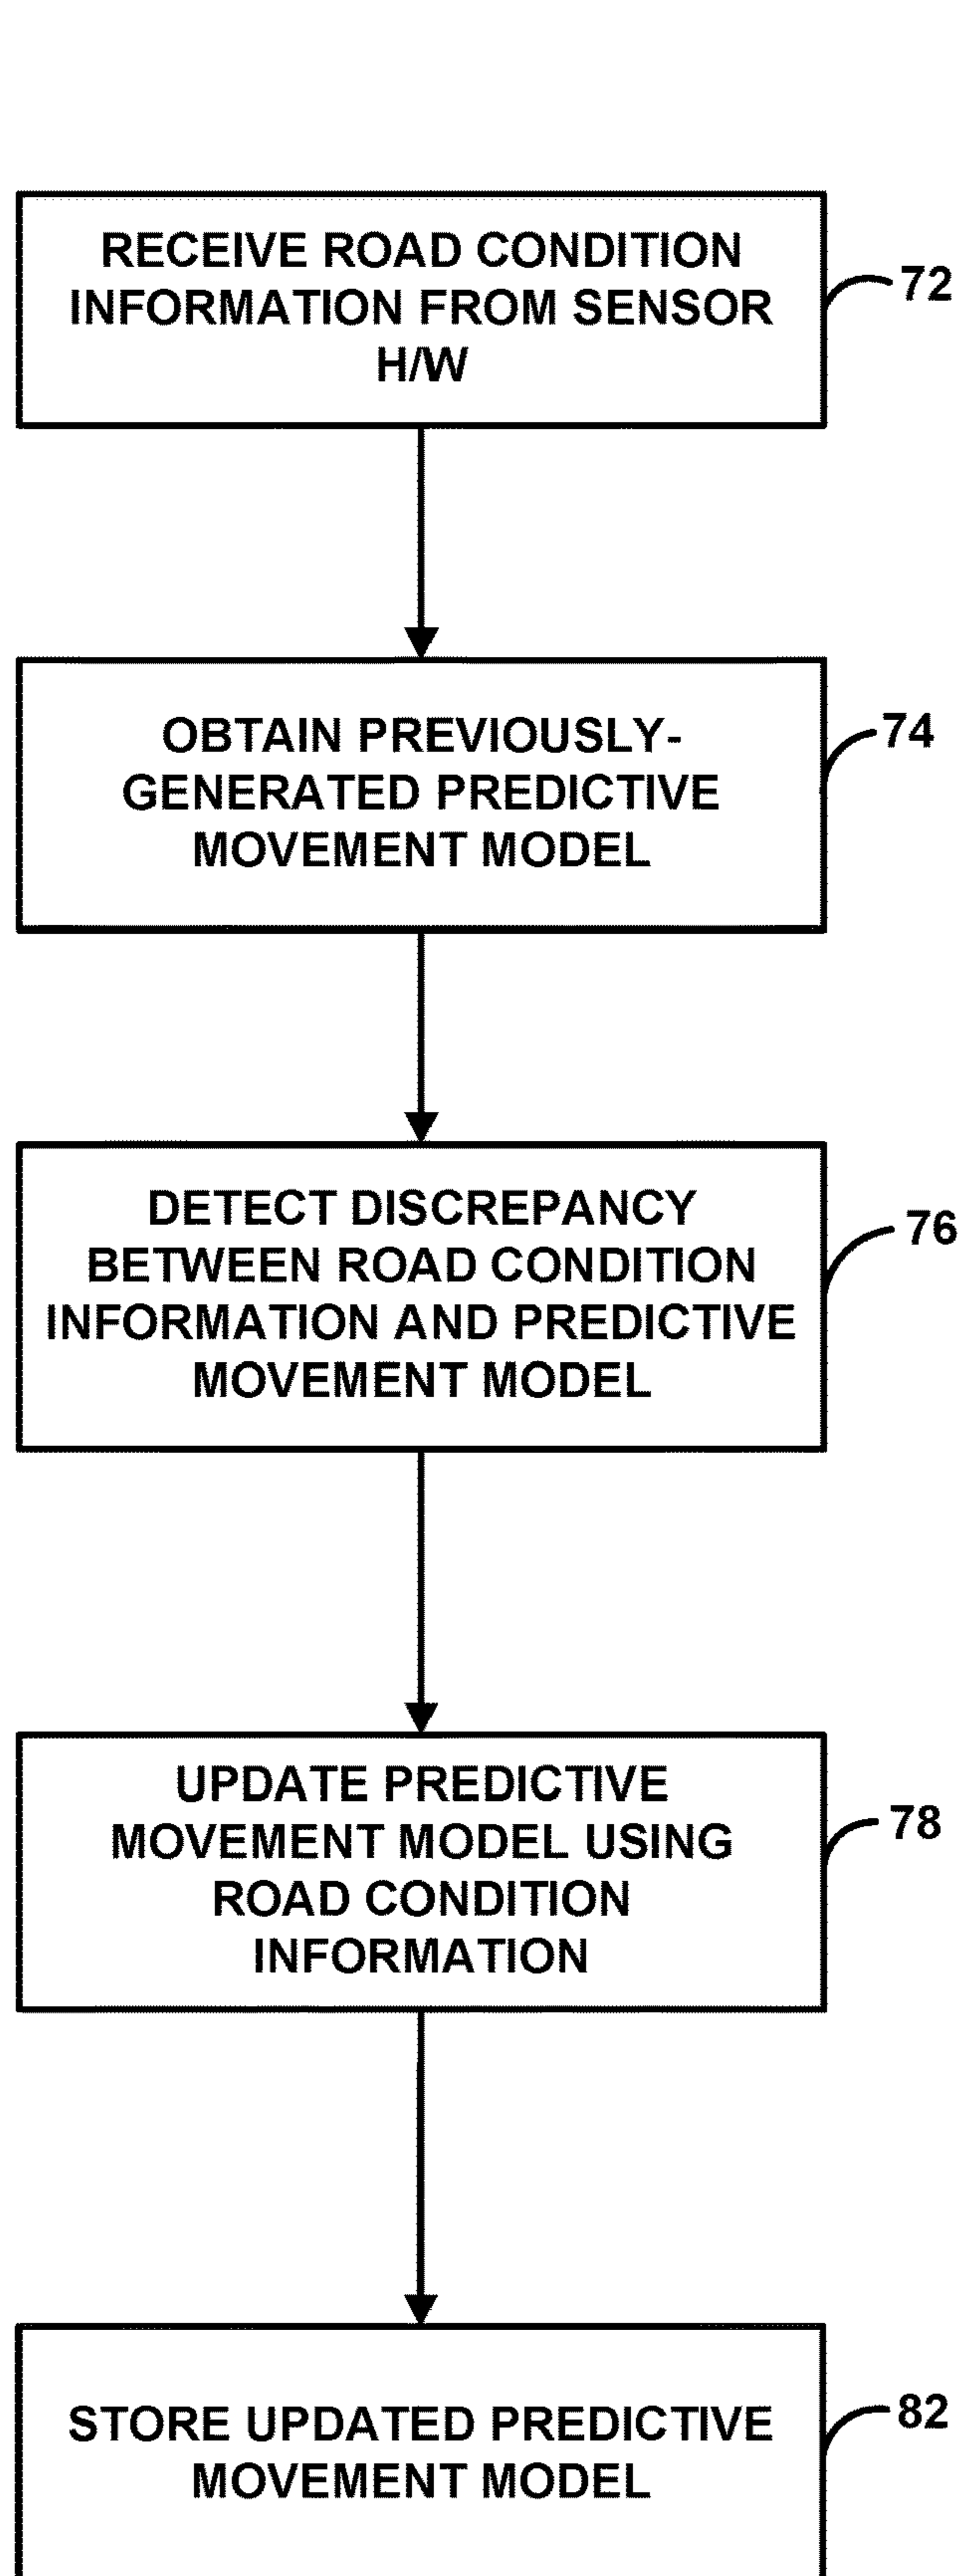 RECEIVE ROAD CONDITION
INFORMATION FROM SENSOR
H/W
72
OBTAIN PREVIOUSLY-
GENERATED PREDICTIVE
MOVEMENT MODEL
74
DETECT DISCREPANCY
BETWEEN ROAD CONDITION
INFORMATION AND PREDICTIVE
MOVEMENT MODEL
76
UPDATE PREDICTIVE
MOVEMENT MODEL USING
ROAD CONDITION
INFORMATION
78
STORE UPDATED PREDICTIVE
MOVEMENT MODEL
82